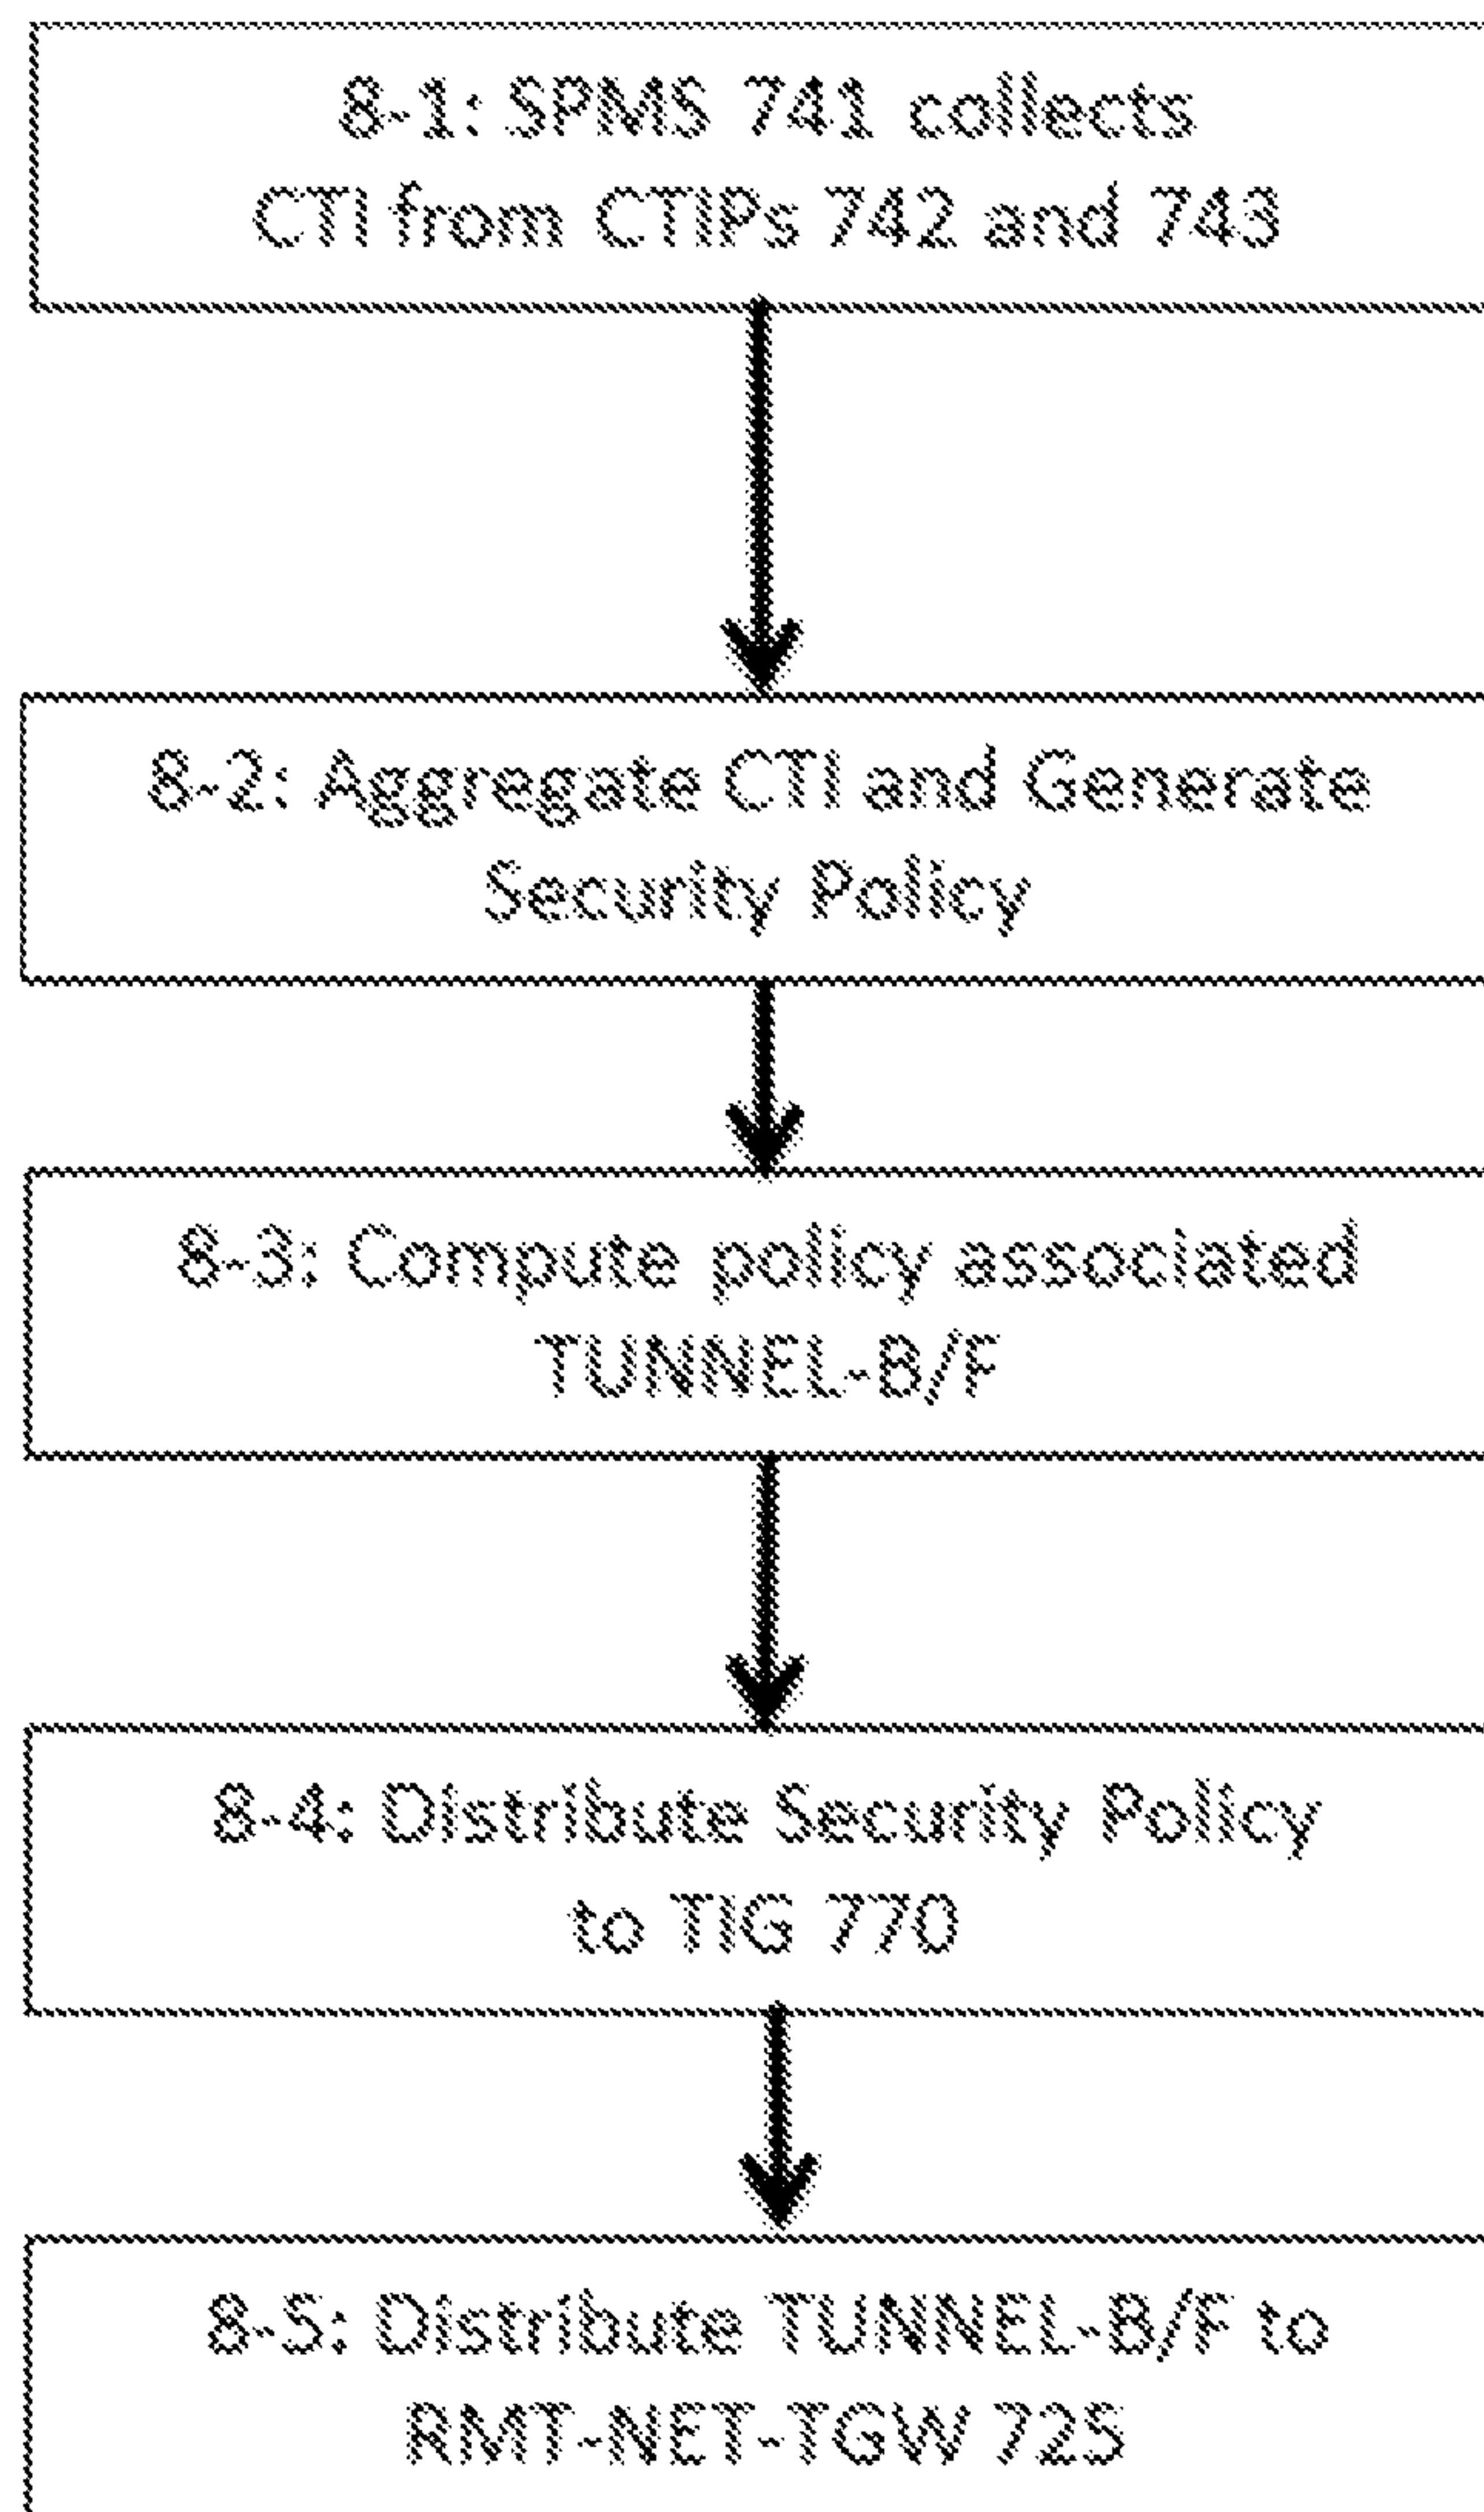 8-1: SPMS 741 collects
CTI from CTIPs 742 and 743
8-2: Aggregate CTI and Generate
Security Policy
8-3: Compute policy associated
TUNNEL-B/F
8-4: Distribute Security Policy
to TIG 770
8-5: Distribute TUNNEL-B/F to
RMT-NET-TGW 725